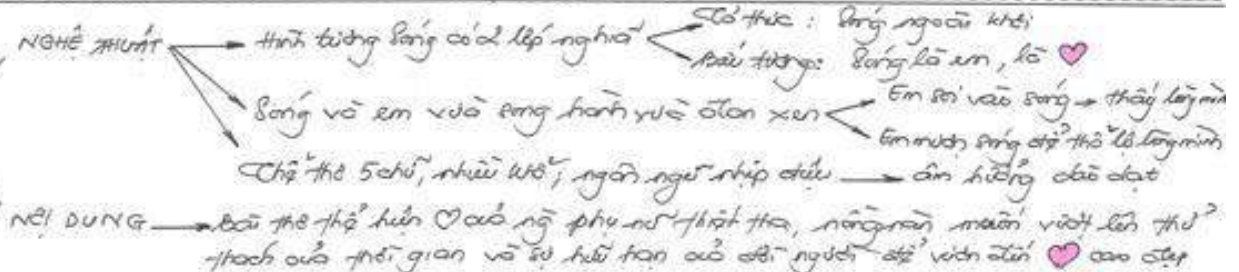 NGHỆ THUẬT → Hình tượng Sóng có 2 lớp nghĩa → Tả thực : Sóng ngoài khơi
Biểu tượng: Sóng là em, là ♥
Sóng và em vừa song hành vừa đan xen → Em soi vào sóng → thấy lòng mình
Em mượn sóng để thổ lộ lòng mình
Thể thơ 5 chữ, nhiều khổ, ngôn ngữ nhịp điệu → âm hưởng dào dạt
NỘI DUNG → Bài thơ thể hiện ♡ của ng phụ nữ thật tha, nồng nàn muốn vượt lên thử
thách của thời gian và sự hữu hạn của đời người để vươn đến ♥ cao đẹp